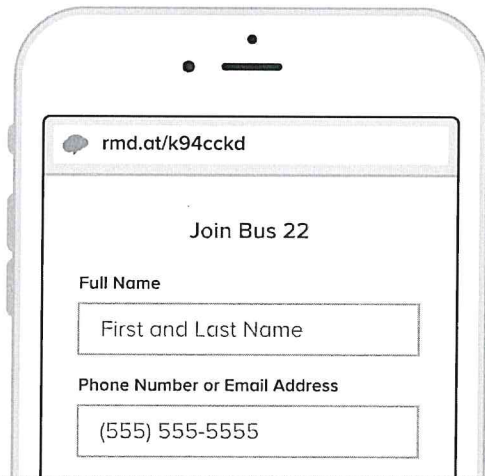 rmd.at/k94cckd
Join Bus 22
Full Name
First and Last Name
Phone Number or Email Address
(555) 555-5555